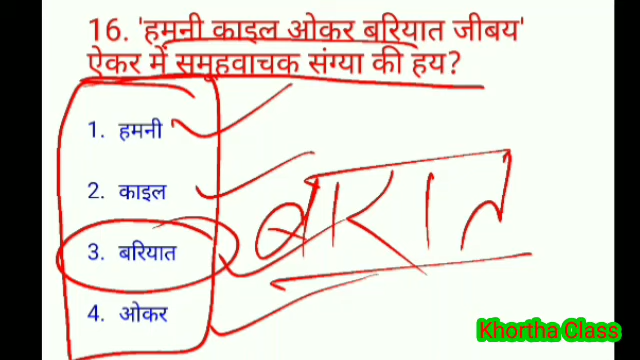 16. 'हमनी काइल ओकर बरियात जीबय'
ऐकर में समुहवाचक संग्या की हय?
1. हमनी
2. काइल
3. बरियात
बारात
4. ओकर
Khortha Class